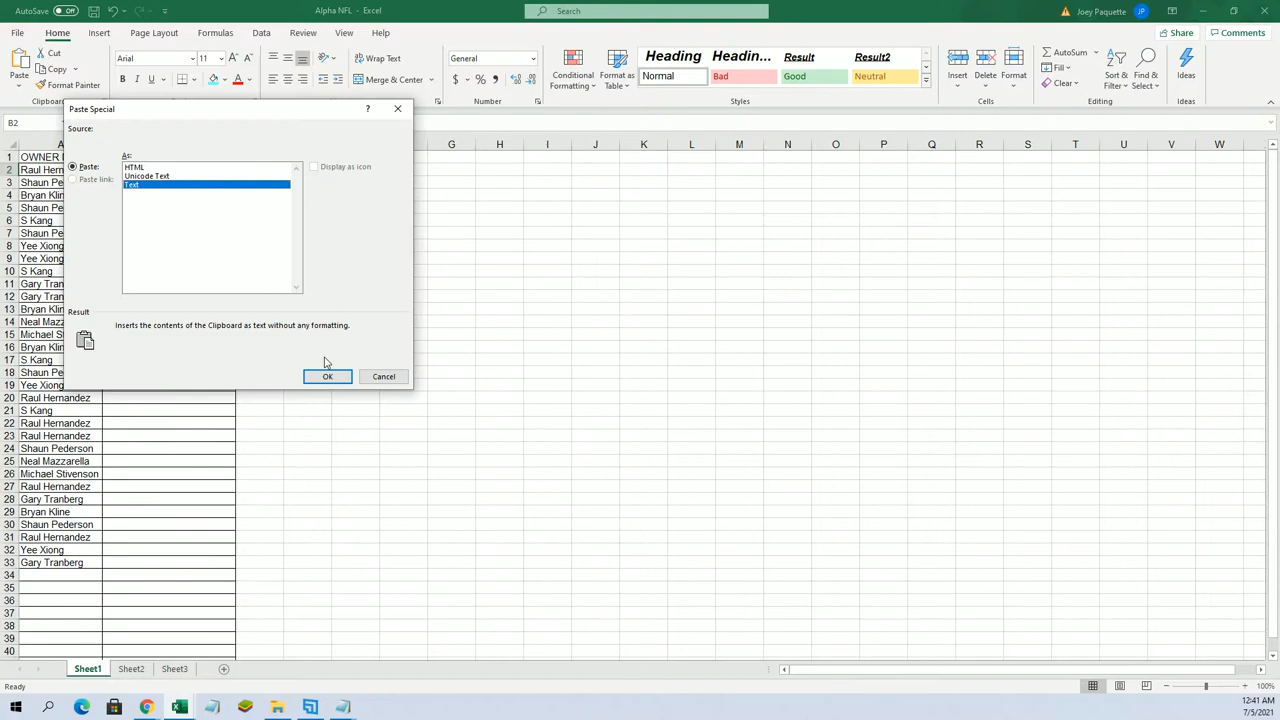 AutoSave Off
Alpha NFL - Excel
Search
Joey Paquette JP
File Home Insert Page Layout Formulas Data Review View Help
Share Comments
Paste
Cut
Copy
Format Painter
Arial 11
B I U
Wrap Text
Merge & Center
General
Number
Conditional Formatting
Format as Table
Heading Headin... Result Result2
Normal Bad Good Neutral
Styles
Insert Delete Format
Cells
AutoSum
Fill
Clear
Sort & Filter
Find & Select
Editing
Ideas
Ideas
B2
Paste Special ?
Source:
As:
Paste:
Paste link:
HTML
Unicode Text
Text
Display as icon
Result
Inserts the contents of the Clipboard as text without any formatting.
OK Cancel
A G H I J K L M N O P Q R S T U V W
1 OWNER
2 Raul Her
3 Shaun Pe
4 Bryan Kli
5 Shaun Pe
6 S Kang
7 Shaun Pe
8 Yee Xiong
9 Yee Xiong
10 S Kang
11 Gary Tran
12 Gary Tran
13 Bryan Kli
14 Neal Maz
15 Michael St
16 Bryan Kli
17 S Kang
18 Shaun Pe
19 Yee Xiong
20 Raul Hernandez
21 S Kang
22 Raul Hernandez
23 Raul Hernandez
24 Shaun Pederson
25 Neal Mazzarella
26 Michael Stivenson
27 Raul Hernandez
28 Gary Tranberg
29 Bryan Kline
30 Shaun Pederson
31 Raul Hernandez
32 Yee Xiong
33 Gary Tranberg
34
35
36
37
38
39
40
Sheet1 Sheet2 Sheet3
Ready
100%
12:41 AM
7/5/2021